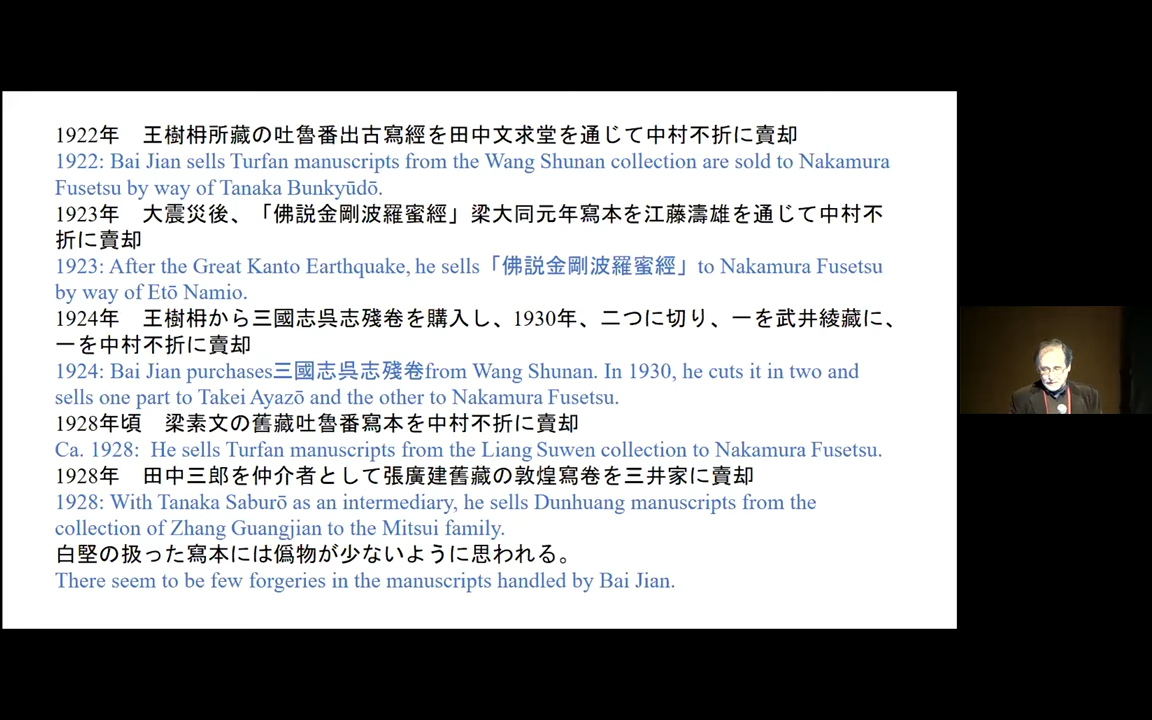 1922年　王樹枏所藏の吐魯番出古寫經を田中文求堂を通じて中村不折に賣却
1922: Bai Jian sells Turfan manuscripts from the Wang Shunan collection are sold to Nakamura
Fusetsu by way of Tanaka Bunkyūdō.
1923年　大震災後、「佛説金剛波羅蜜經」梁大同元年寫本を江藤濤雄を通じて中村不
折に賣却
1923: After the Great Kanto Earthquake, he sells「佛説金剛波羅蜜經」to Nakamura Fusetsu
by way of Etō Namio.
1924年　王樹枏から三國志呉志殘卷を購入し、1930年、二つに切り、一を武井綾藏に、
一を中村不折に賣却
1924: Bai Jian purchases三國志呉志殘卷from Wang Shunan. In 1930, he cuts it in two and
sells one part to Takei Ayazō and the other to Nakamura Fusetsu.
1928年頃　梁素文の舊藏吐魯番寫本を中村不折に賣却
Ca. 1928:  He sells Turfan manuscripts from the Liang Suwen collection to Nakamura Fusetsu.
1928年　田中三郎を仲介者として張廣建舊藏の敦煌寫卷を三井家に賣却
1928: With Tanaka Saburō as an intermediary, he sells Dunhuang manuscripts from the
collection of Zhang Guangjian to the Mitsui family.
白堅の扱った寫本には僞物が少ないように思われる。
There seem to be few forgeries in the manuscripts handled by Bai Jian.